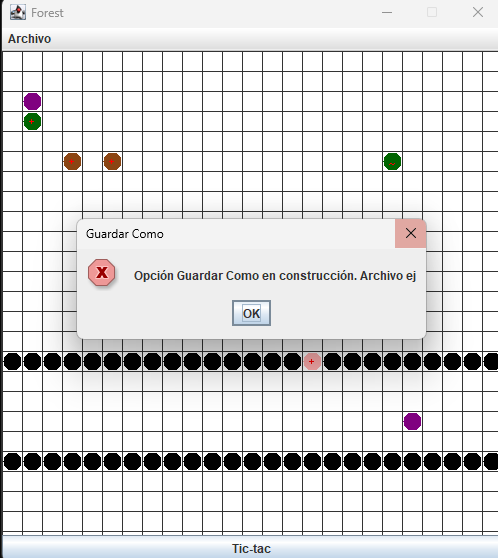 Forest
Archivo
Guardar Como
Opción Guardar Como en construcción. Archivo ej
OK
Tic-tac